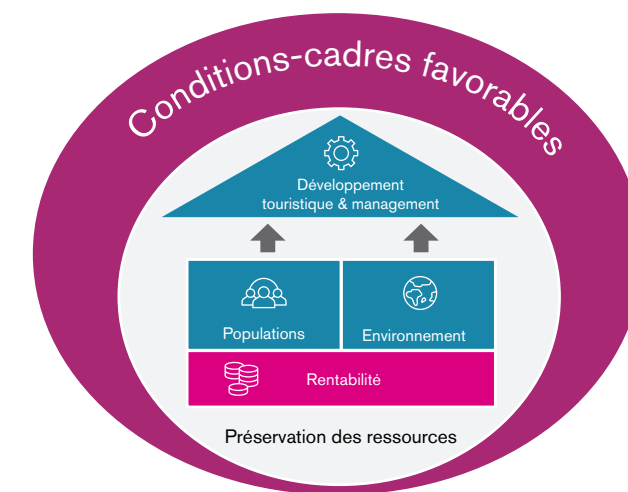 Conditions-cadres favorables
Développement
touristique & management
Populations
Environnement
Rentabilité
Préservation des ressources